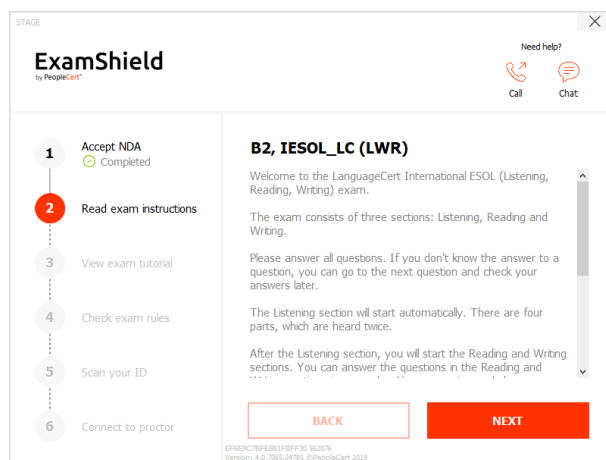 STAGE
ExamShield
by PeopleCert
Need help?
Call
Chat
1
Accept NDA
Completed
2
Read exam instructions
3
View exam tutorial
4
Check exam rules
5
Scan your ID
6
Connect to proctor
B2, IESOL_LC (LWR)
Welcome to the LanguageCert International ESOL (Listening,
Reading, Writing) exam.
The exam consists of three sections: Listening, Reading and
Writing.
Please answer all questions. If you don't know the answer to a
question, you can go to the next question and check your
answers later.
The Listening section will start automatically. There are four
parts, which are heard twice.
After the Listening section, you will start the Reading and Writing
sections. You can answer the questions in the Reading and
BACK
NEXT
Version: 4.0.7065.24785 ©PeopleCert 2019